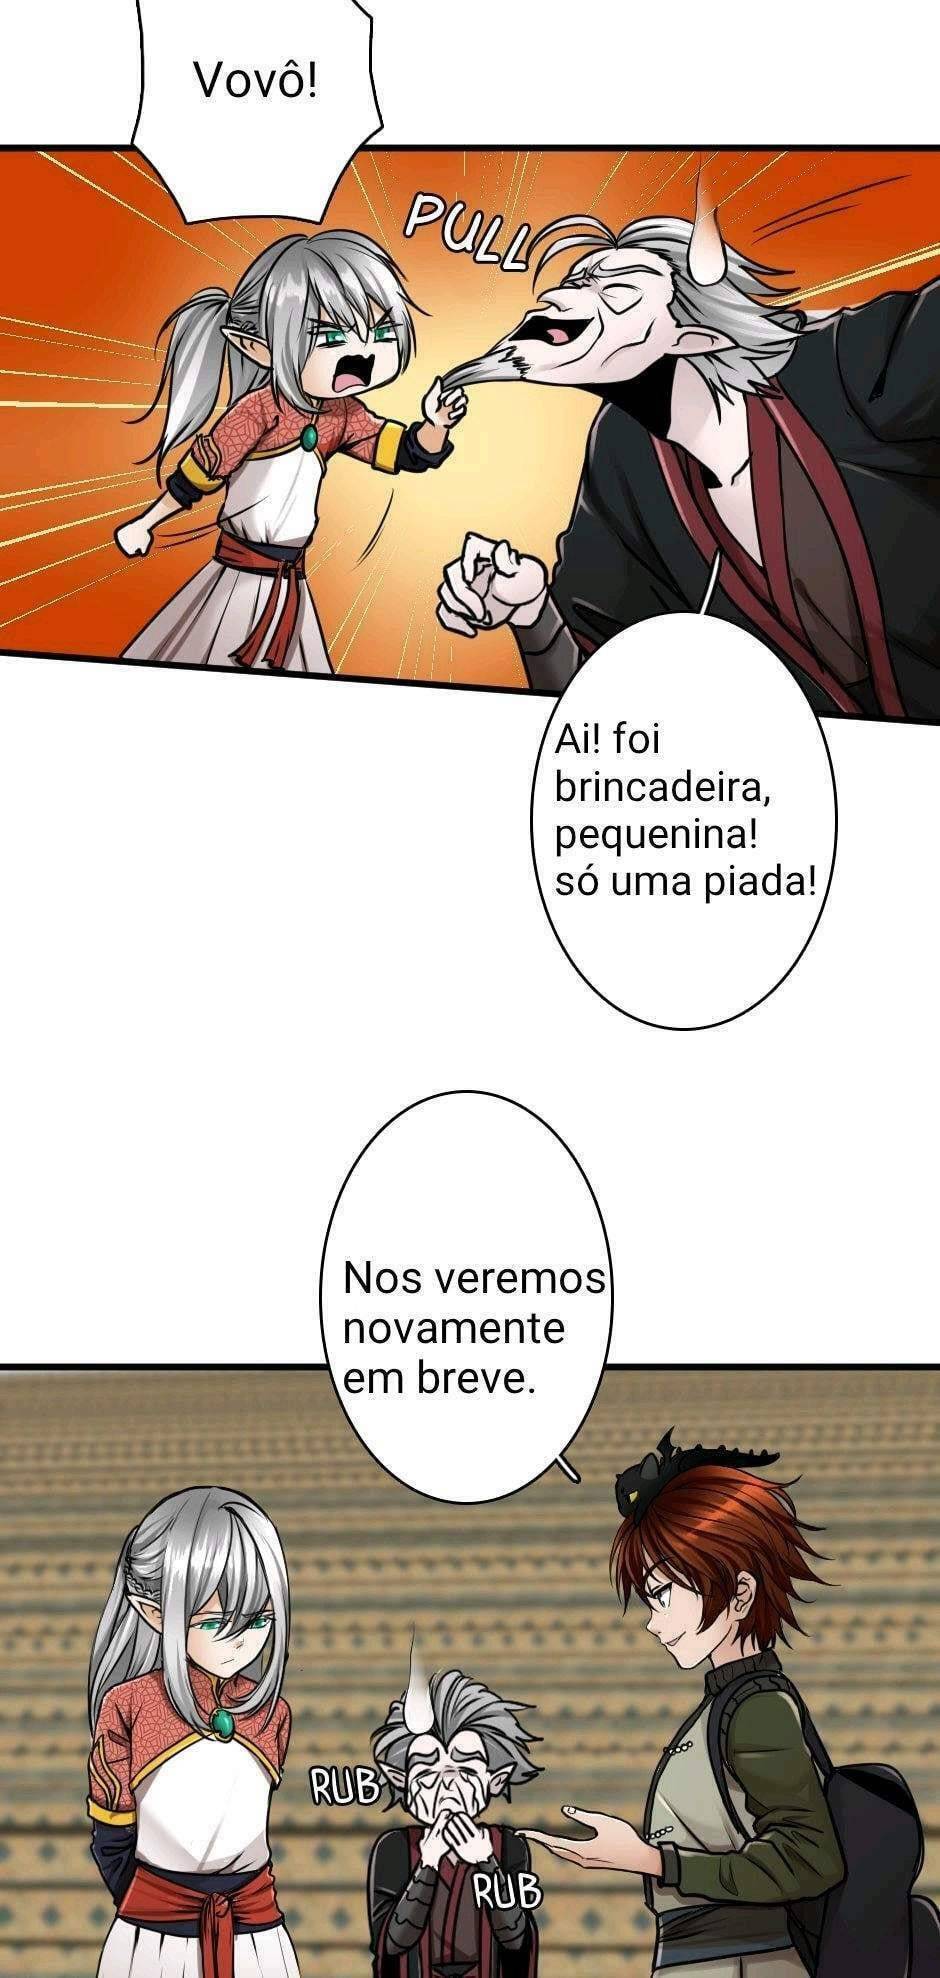 Vovô!
PULL
Ai! foi
brincadeira,
pequenina!
só uma piada!
Nos veremos
novamente
em breve.
RUB
RUB